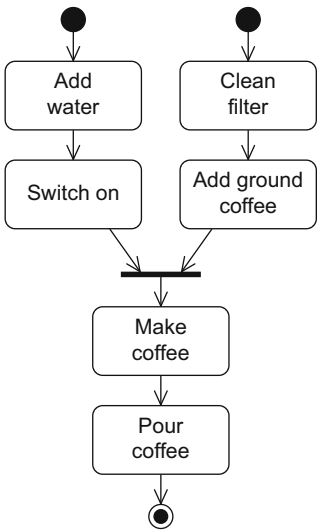 Add
water
Clean
filter
Switch on
Add ground
coffee
Make
coffee
Pour
coffee